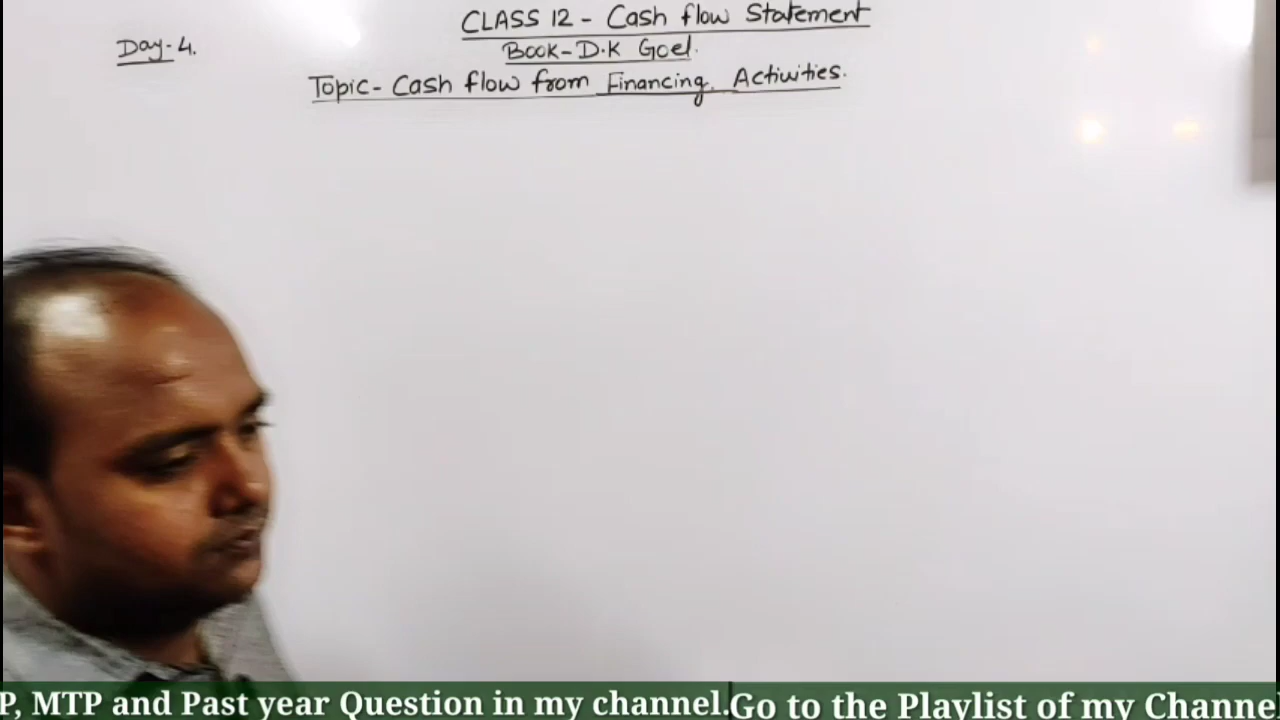 CLASS 12 - Cash flow Statement
Day-4.
Book-D.K Goel.
Topic- Cash flow from Financing. Activities.
P, MTP and Past year Question in my channel.Go to the Playlist of my Channe